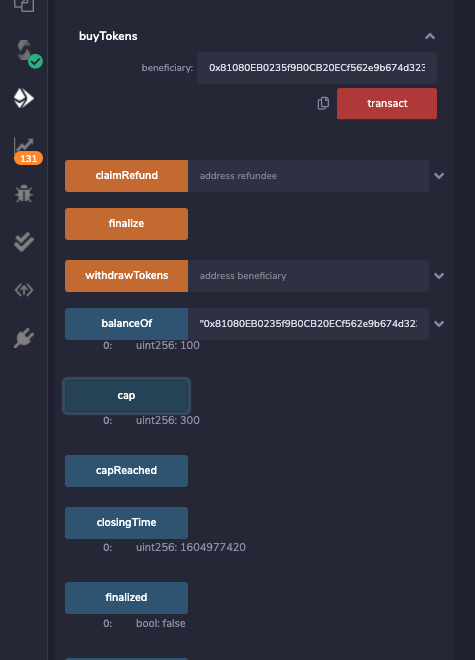 buyTokens
beneficiary: 0x81080EB0235f9B0CB20ECf562e9b674d323
transact
131
claimRefund address refundee
finalize
withdrawTokens address beneficiary
balanceOf "0x81080EB0235f9B0CB20ECf562e9b674d32
0: uint256: 100
cap
0: uint256: 300
capReached
closingTime
0: uint256: 1604977420
finalized
0: bool: false